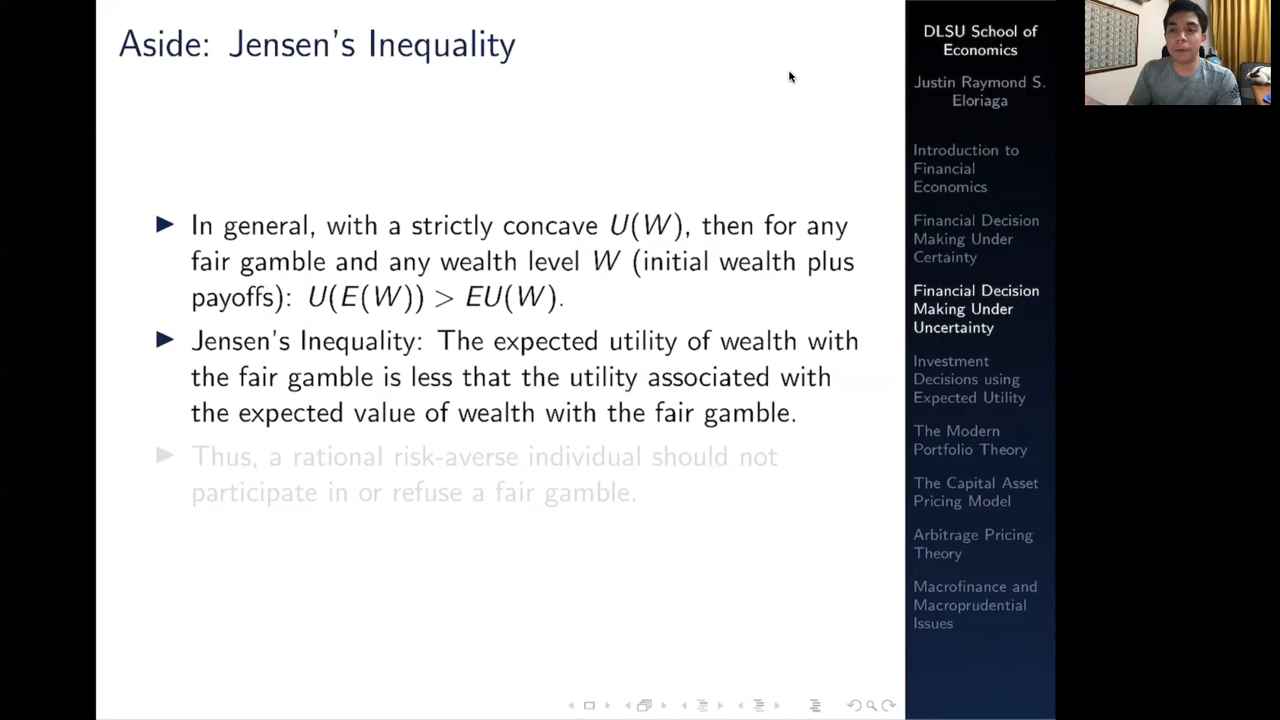 Aside: Jensen's Inequality
In general, with a strictly concave U(W), then for any
fair gamble and any wealth level W (initial wealth plus
payoffs): U(E(W)) > EU(W).
Jensen's Inequality: The expected utility of wealth with
the fair gamble is less that the utility associated with
the expected value of wealth with the fair gamble.
Thus, a rational risk-averse individual should not
participate in or refuse a fair gamble.
DLSU School of
Economics
Justin Raymond S.
Eloriaga
Introduction to
Financial
Economics
Financial Decision
Making Under
Certainty
Financial Decision
Making Under
Uncertainty
Investment
Decisions using
Expected Utility
The Modern
Portfolio Theory
The Capital Asset
Pricing Model
Arbitrage Pricing
Theory
Macrofinance and
Macroprudential
Issues